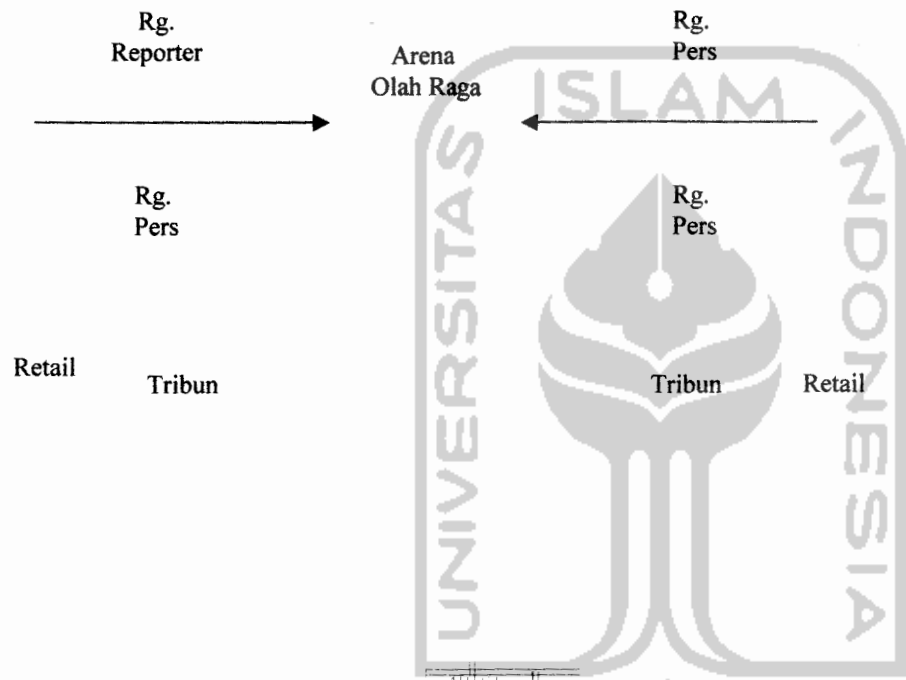 Rg.
Reporter
Arena
Olah Raga
Rg.
Pers
Rg.
Pers
Rg.
Pers
Retail
Tribun
Tribun
Retail
UNIVERSITAS
ISLAM
INDONESIA